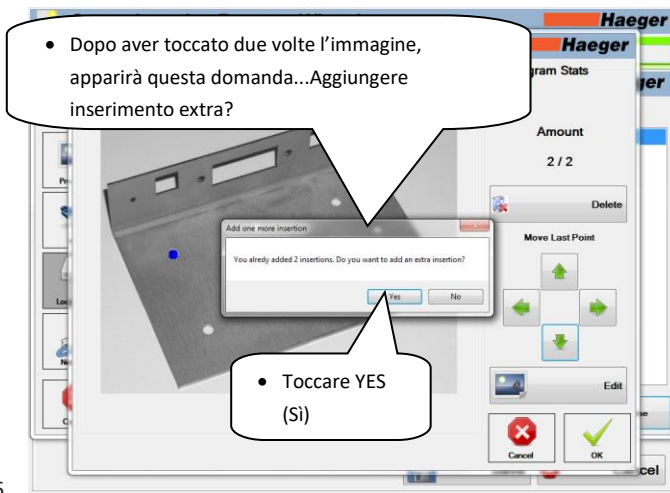 Haeger
• Dopo aver toccato due volte l'immagine,
apparirà questa domanda...Aggiungere
inserimento extra?
Haeger
gram Stats
Amount
2 / 2
Delete
Add one more insertion
You alredy added 2 insertions. Do you want to add an extra insertion?
Yes
No
Move Last Point
• Toccare YES
(Sì)
Edit
Cancel
OK
cel